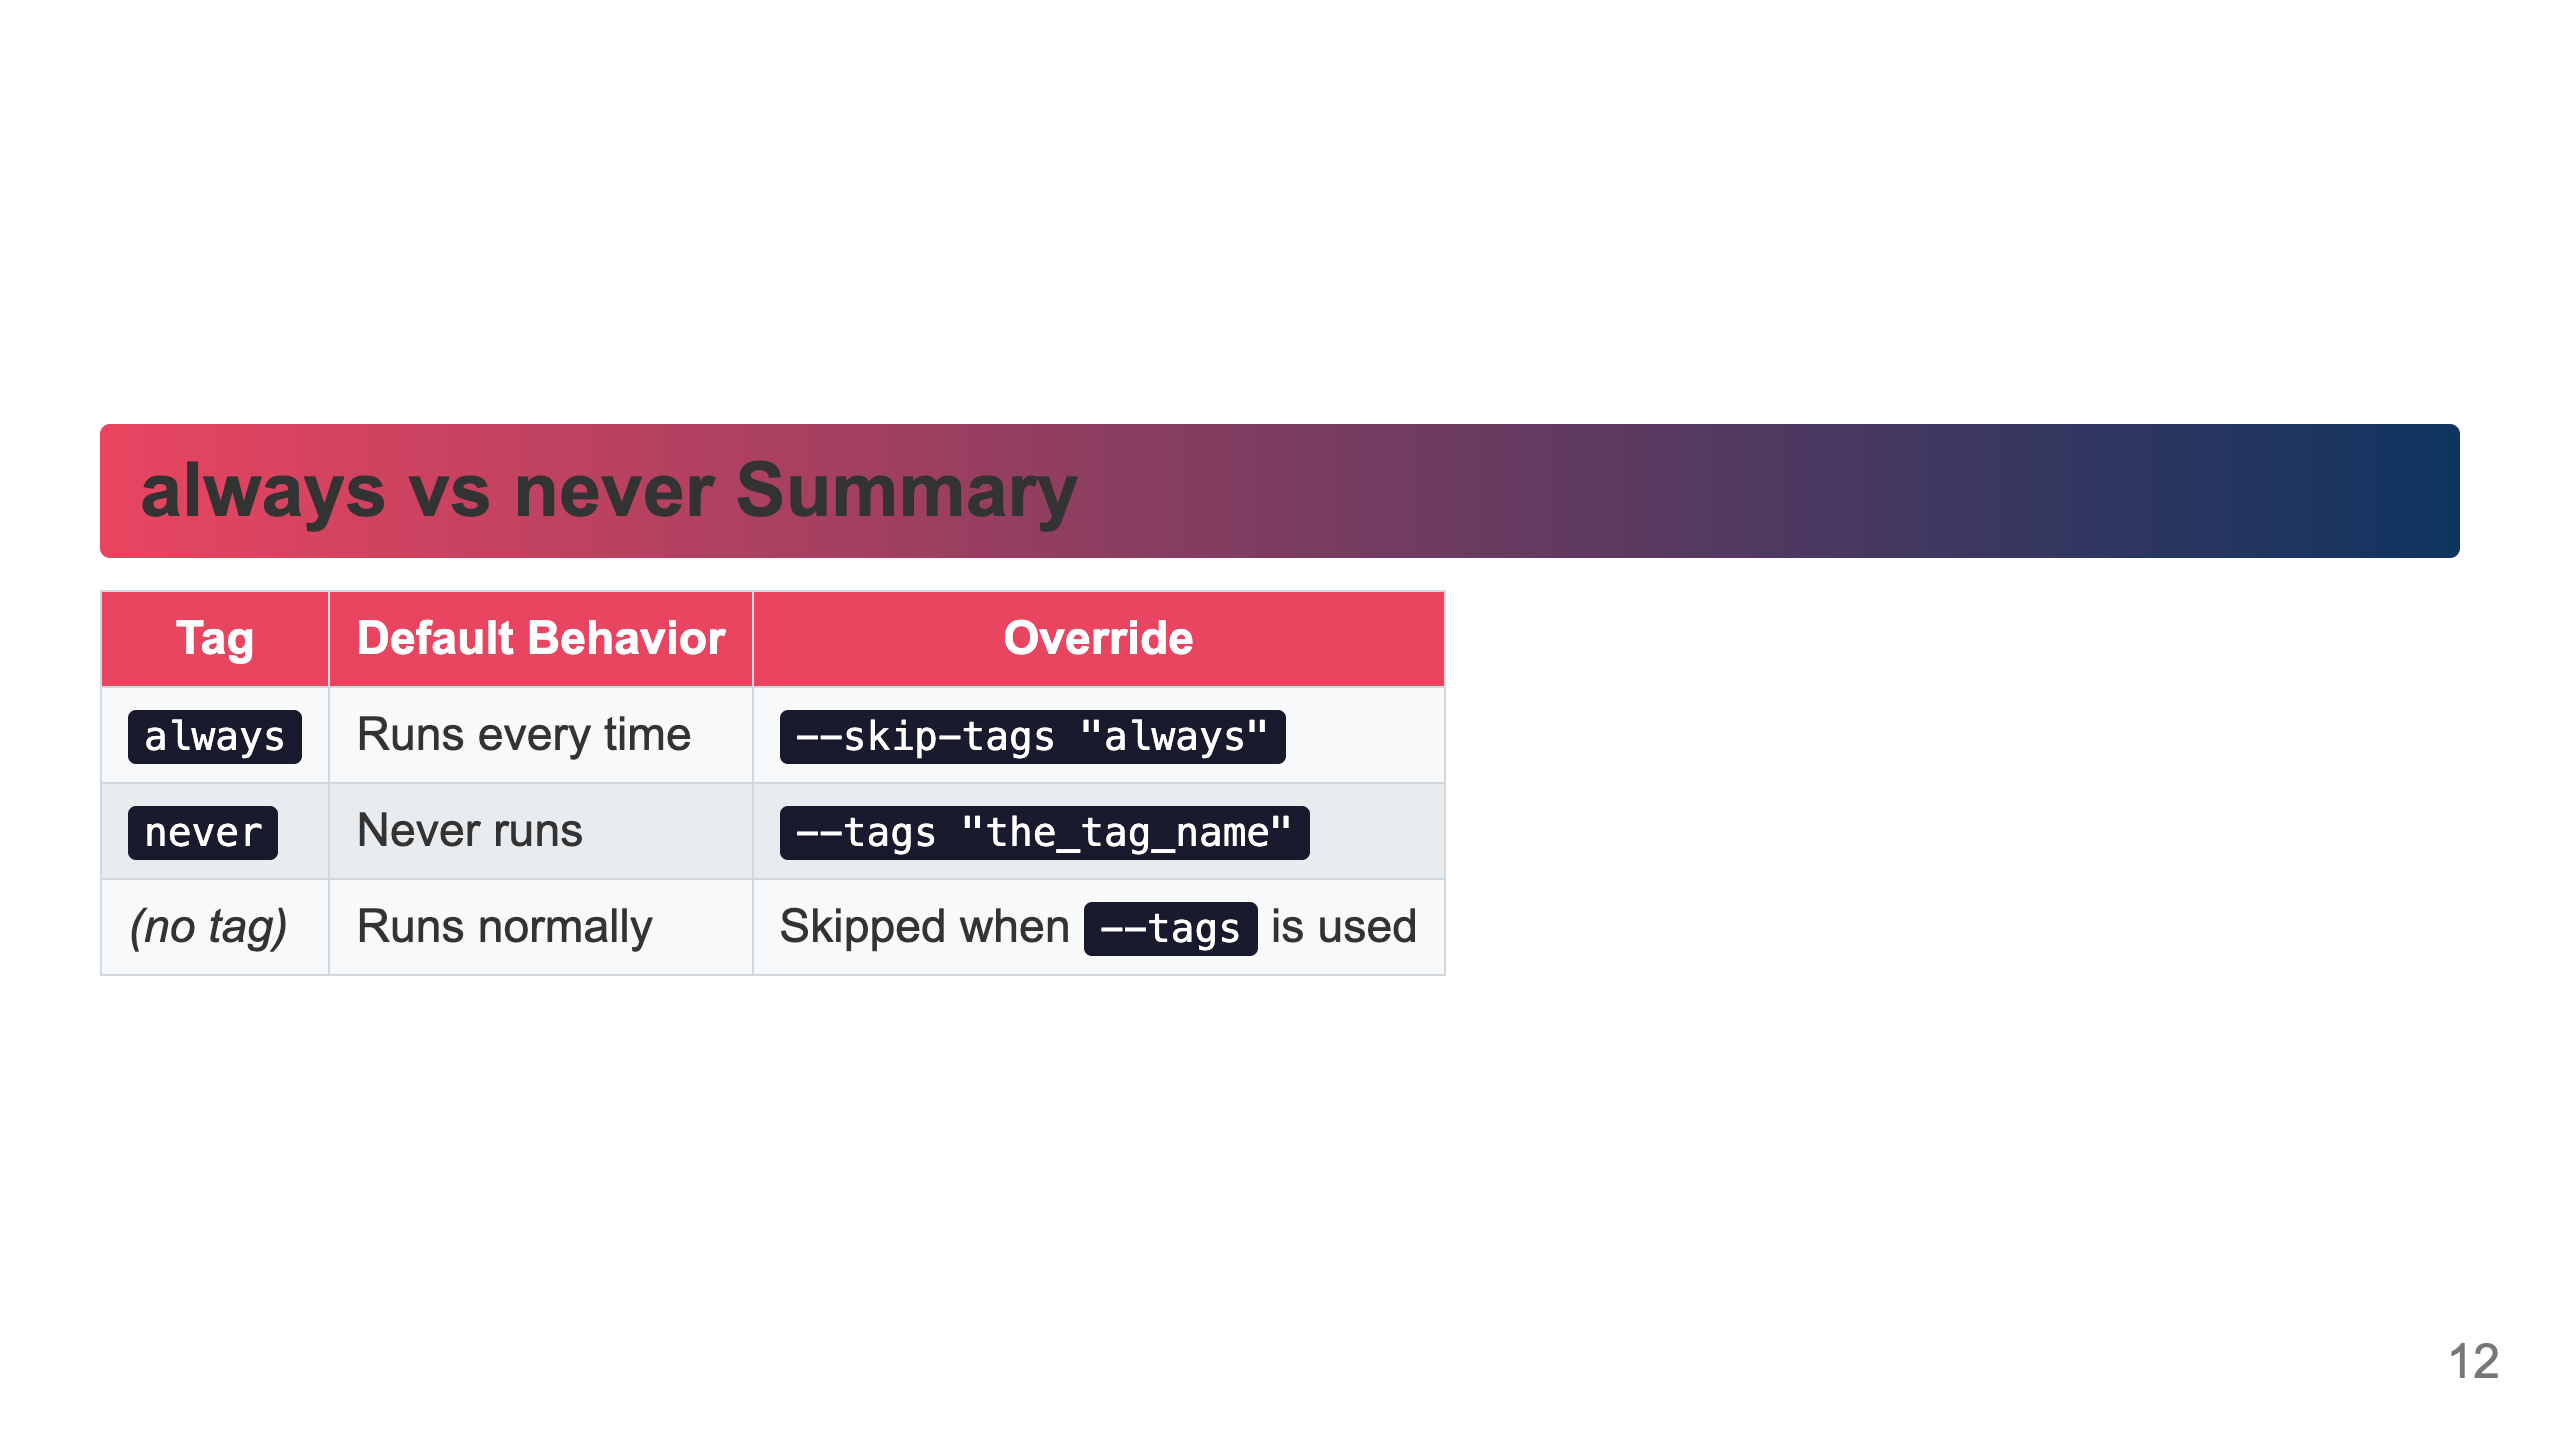 always vs never Summary
Tag Default Behavior Override
always Runs every time --skip-tags "always"
never Never runs --tags "the_tag_name"
(no tag) Runs normally Skipped when --tags is used
12